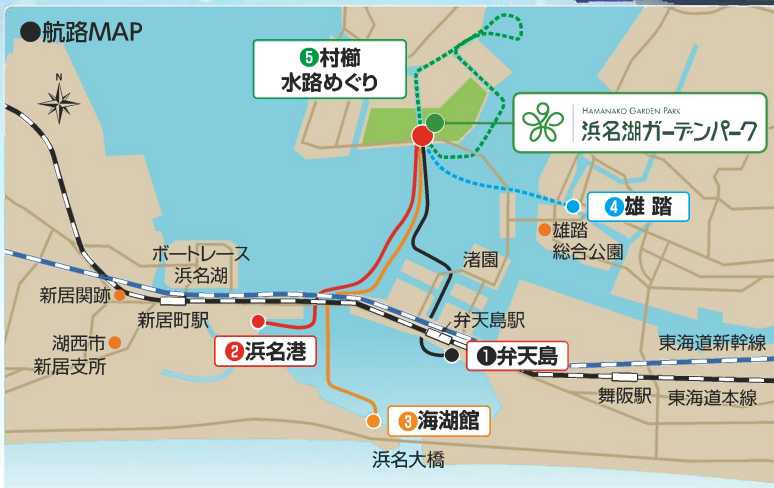 ●航路MAP
N
❺村櫛
水路めぐり
HAMANAKO GARDEN PARK
浜名湖ガーデンパーク
❹雄踏
雄踏
総合公園
ボートレース
浜名湖
渚園
新居関跡
新居町駅
弁天島駅
湖西市
新居支所
❷浜名港
❶弁天島
東海道新幹線
舞阪駅
東海道本線
❸海湖館
浜名大橋